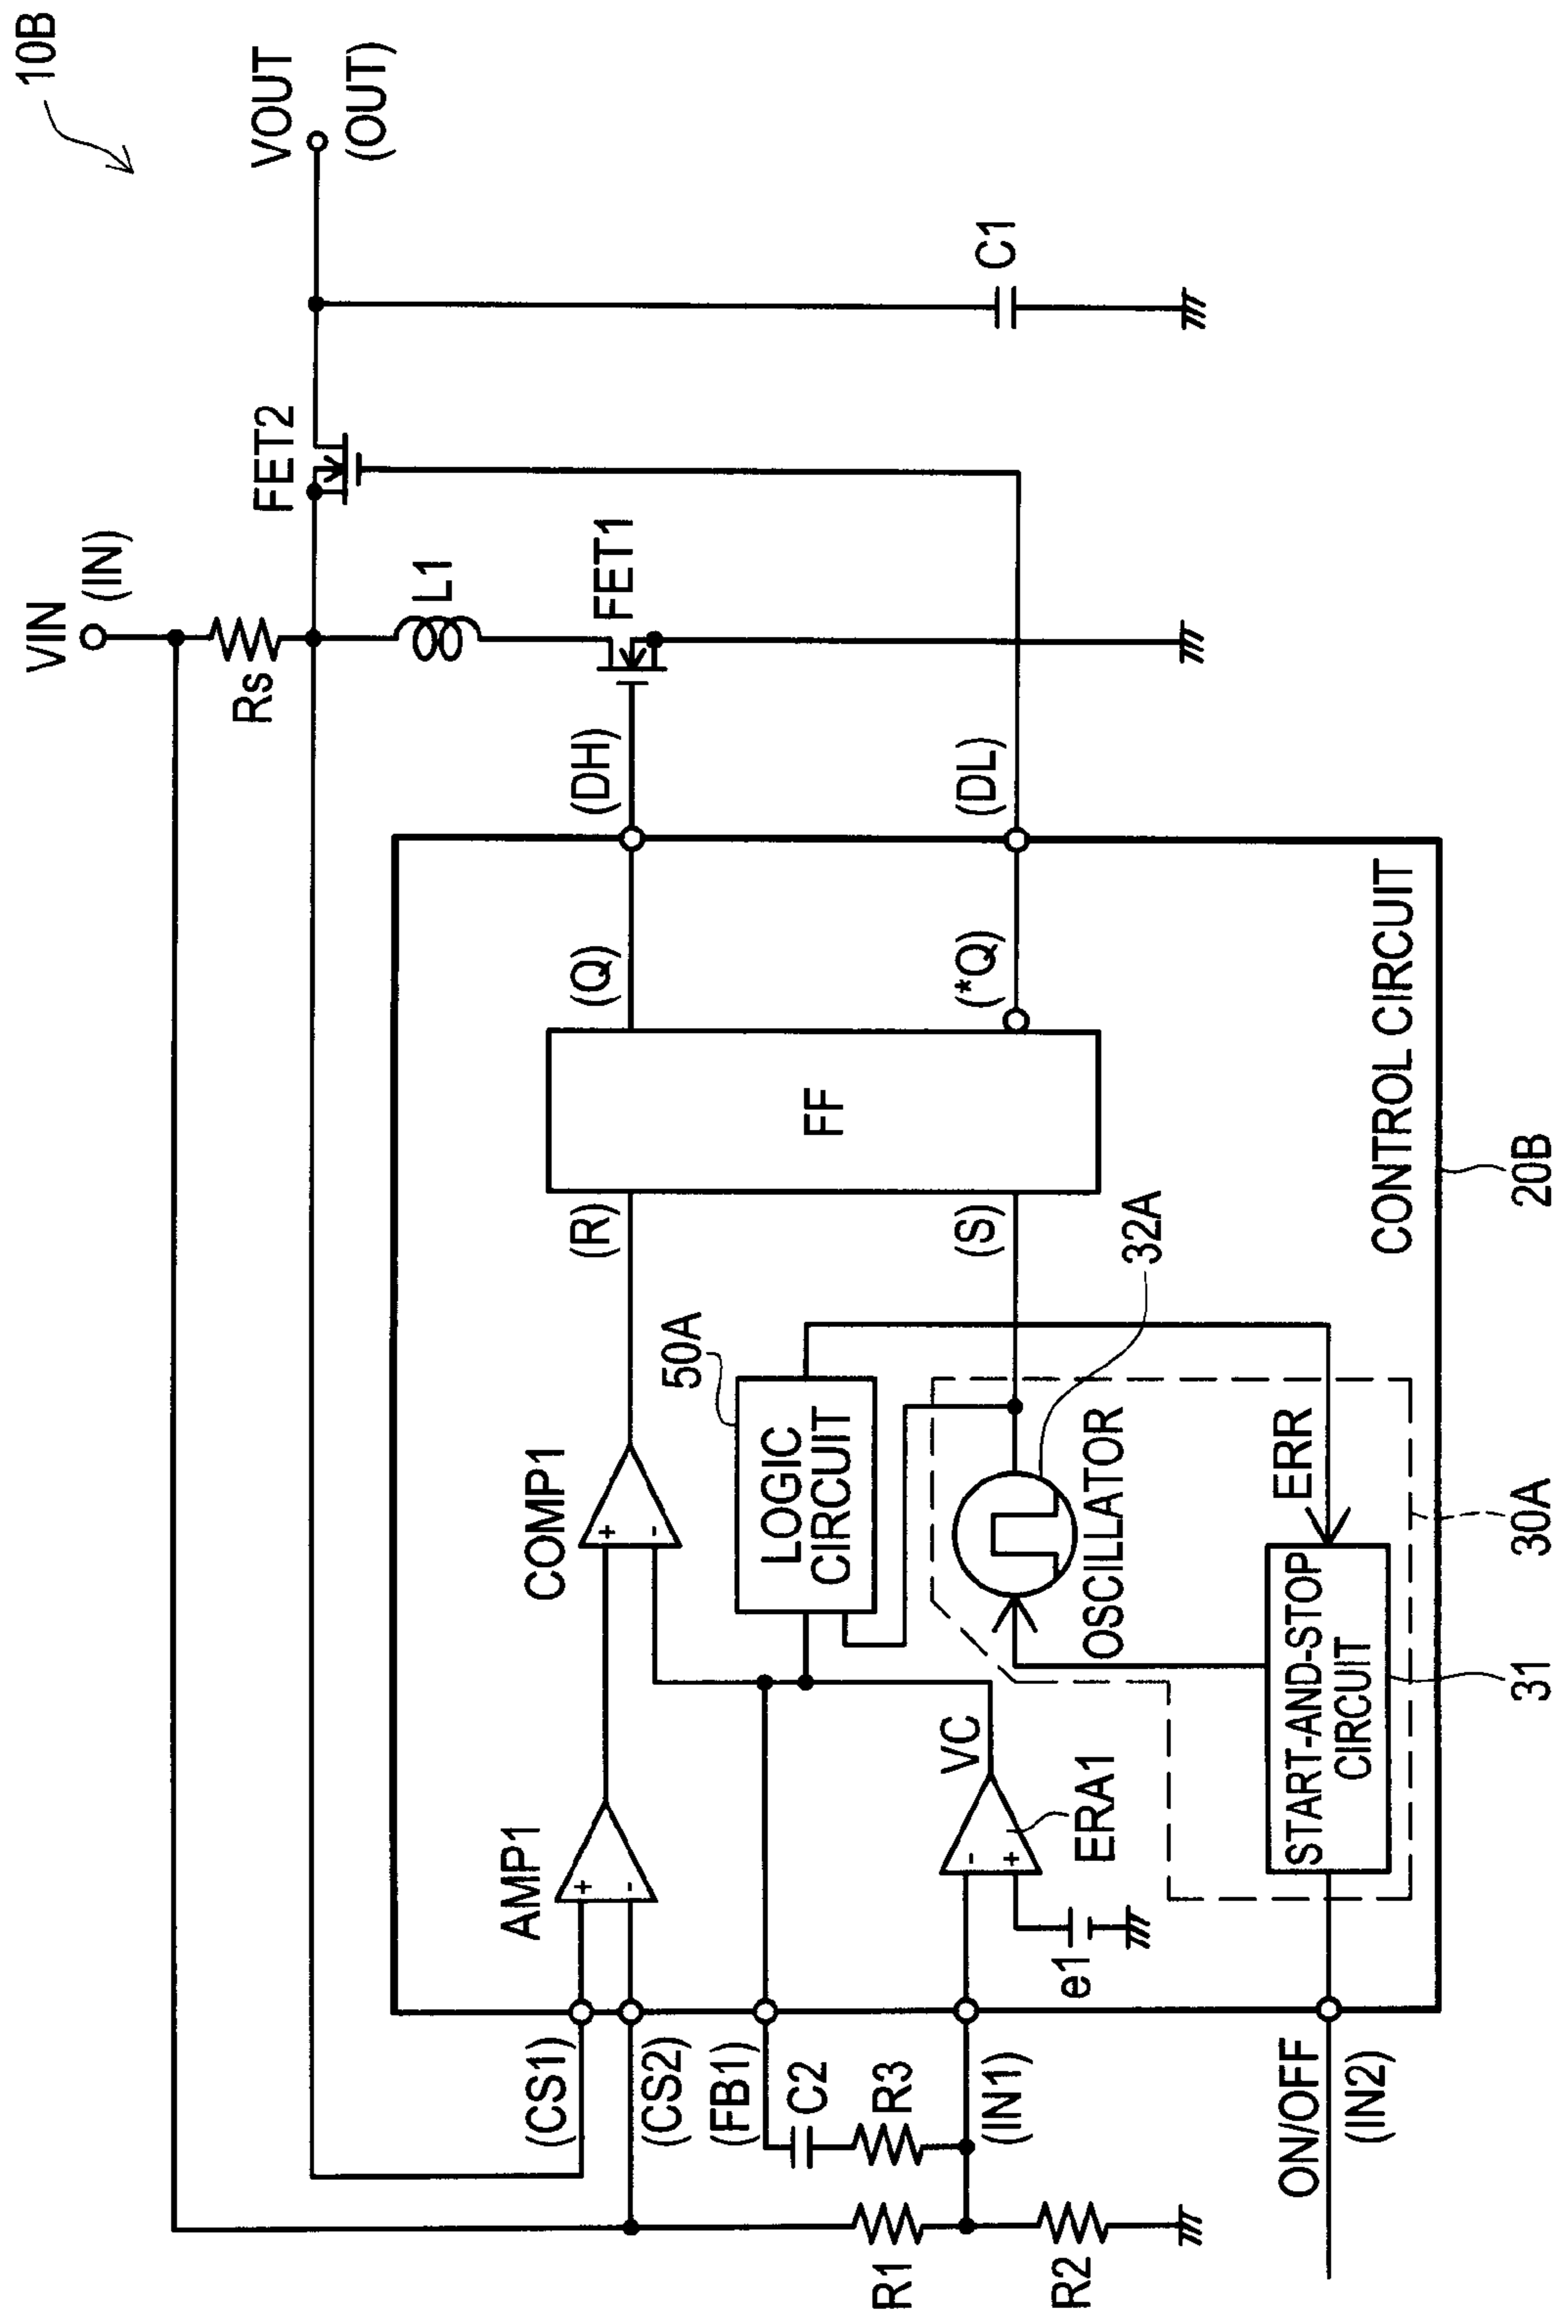 10B
VIN
(IN)
VOUT
(OUT)
Rs
FET2
L1
FET1
C1
(DH)
(DL)
(Q)
(*Q)
FF
(R)
(S)
CONTROL CIRCUIT
20B
32A
50A
LOGIC
CIRCUIT
COMP1
+
-
OSCILLATOR
ERR
30A
START-AND-STOP
CIRCUIT
31
AMP1
+
-
VC
ERA1
-
+
e1
(CS1)
(CS2)
(FB1)
(IN1)
C2
R3
R1
R2
ON/OFF
(IN2)